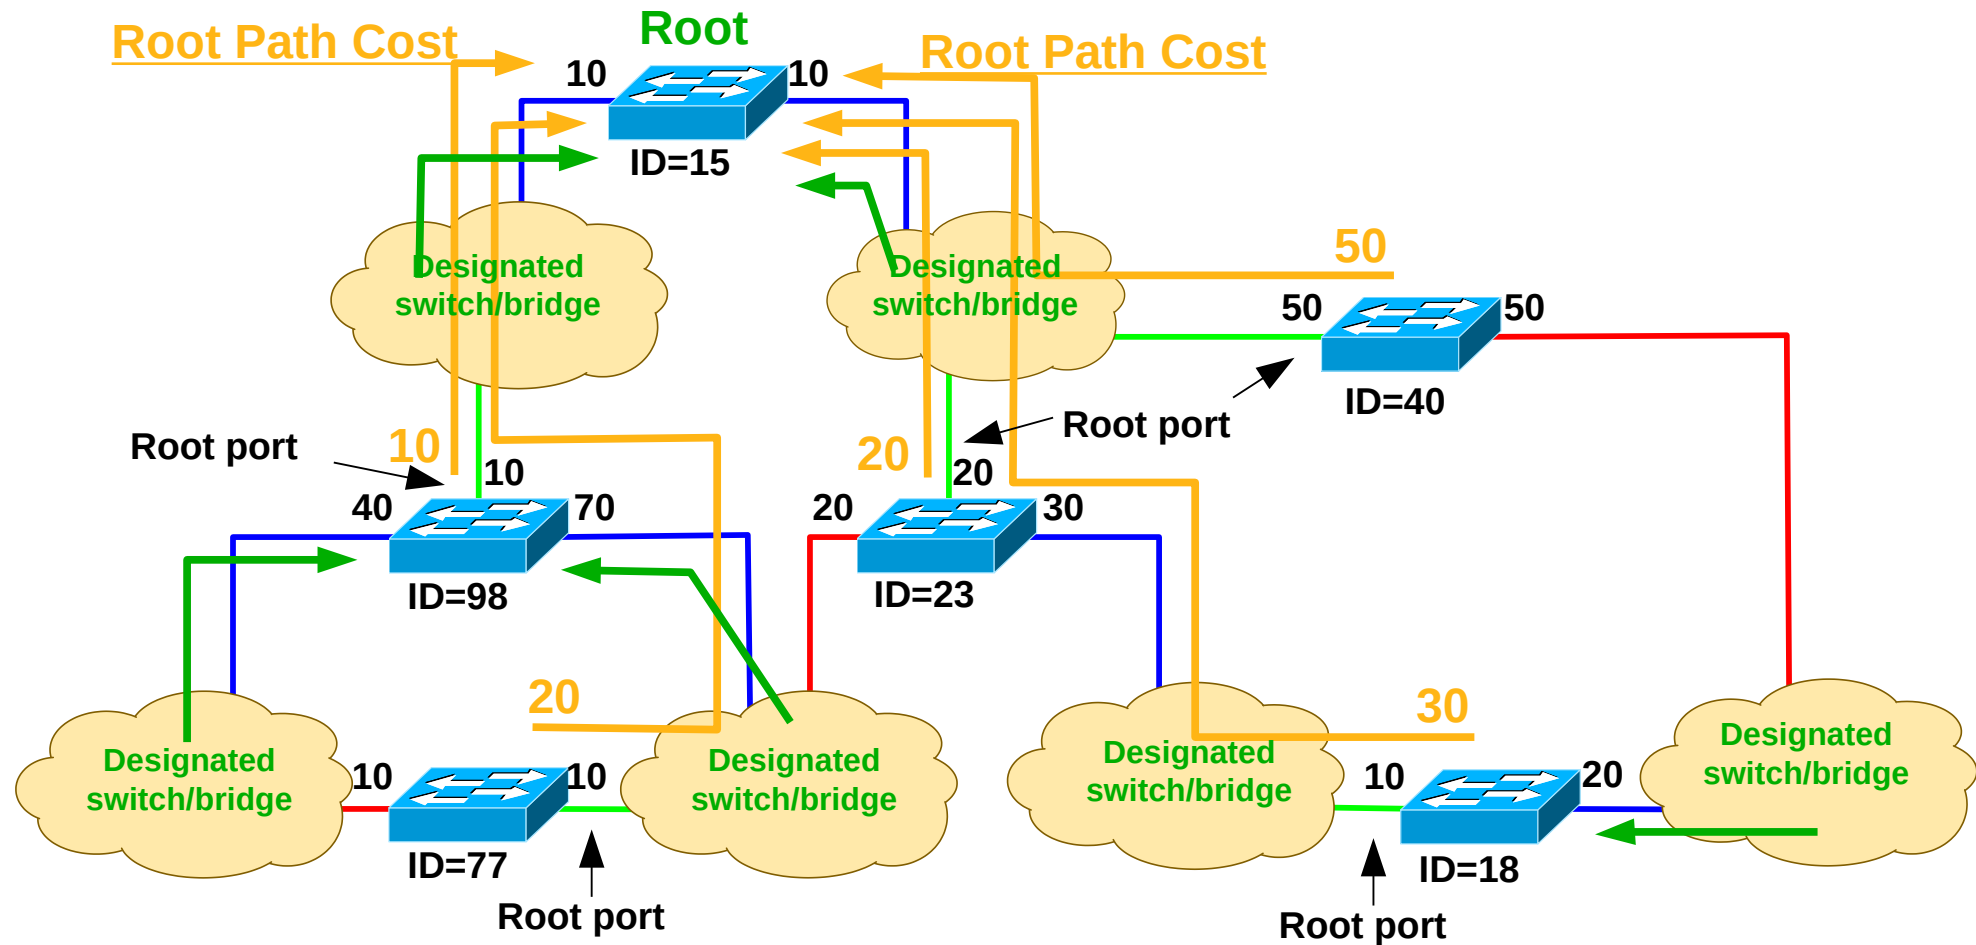 Root Path Cost
Root
Root Path Cost
10
10
ID=15
Designated
switch/bridge
Designated
switch/bridge
50
50
50
ID=40
Root port
Root port
10
10
40
70
ID=98
20
20
20
30
ID=23
20
30
Designated
switch/bridge
10
10
ID=77
Root port
Designated
switch/bridge
Designated
switch/bridge
10
20
ID=18
Root port
Designated
switch/bridge